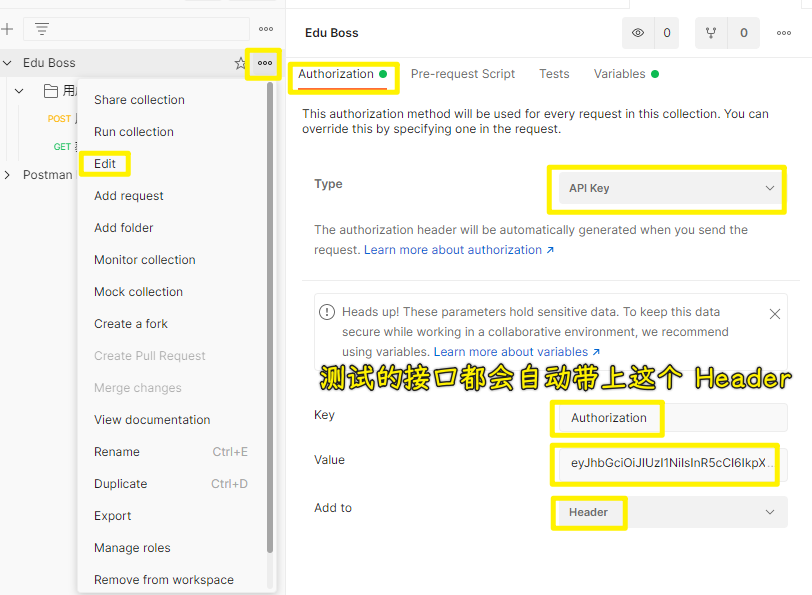 Edu Boss
用
POST
GET
Postman
Share collection
Run collection
Edit
Add request
Add folder
Monitor collection
Mock collection
Create a fork
Create Pull Request
Merge changes
View documentation
Rename Ctrl+E
Duplicate Ctrl+D
Export
Manage roles
Remove from workspace
Edu Boss
0
0
Authorization Pre-request Script Tests Variables
This authorization method will be used for every request in this collection. You can
override this by specifying one in the request.
Type
API Key
The authorization header will be automatically generated when you send the
request. Learn more about authorization ↗
Heads up! These parameters hold sensitive data. To keep this data
secure while working in a collaborative environment, we recommend
using variables. Learn more about variables ↗
测试的接口都会自动带上这个 Header
Key
Authorization
Value
eyJhbGciOiJIUzI1NiIsInR5cCI6IkpX...
Add to
Header